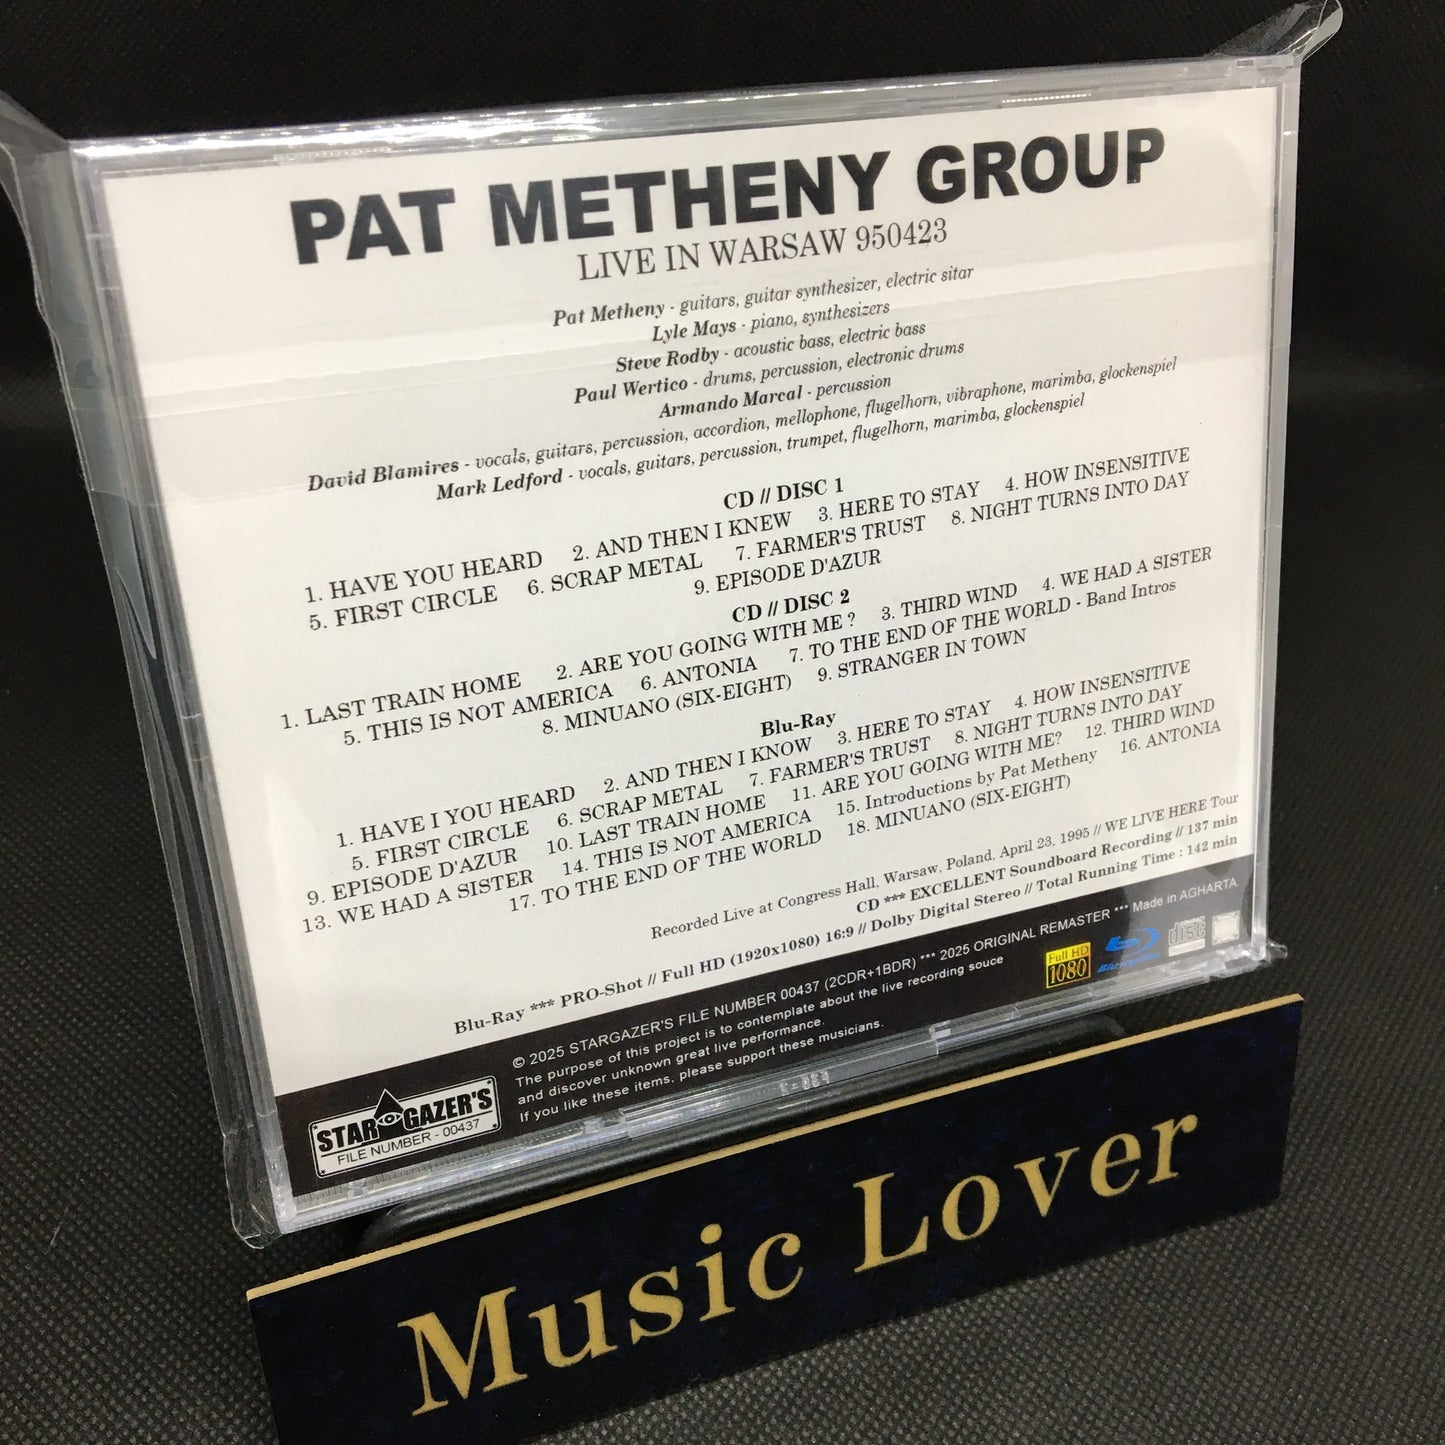 PAT METHENY GROUP
LIVE IN WARSAW 950423
Pat Metheny - guitars, guitar synthesizer, electric sitar
Lyle Mays - piano, synthesizers
Steve Rodby - acoustic bass, electric bass
Paul Wertico - drums, percussion, electronic drums
Armando Marcal - percussion
David Blamires - vocals, guitars, percussion, accordion, mellophone, flugelhorn, vibraphone, marimba, glockenspiel
Mark Ledford - vocals, guitars, percussion, trumpet, flugelhorn, marimba, glockenspiel
CD // DISC 1
1. HAVE YOU HEARD 2. AND THEN I KNEW 3. HERE TO STAY 4. HOW INSENSITIVE
5. FIRST CIRCLE 6. SCRAP METAL 7. FARMER'S TRUST 8. NIGHT TURNS INTO DAY
9. EPISODE D'AZUR
CD // DISC 2
1. LAST TRAIN HOME 2. ARE YOU GOING WITH ME ? 3. THIRD WIND 4. WE HAD A SISTER
5. THIS IS NOT AMERICA 6. ANTONIA 7. TO THE END OF THE WORLD - Band Intros
8. MINUANO (SIX-EIGHT) 9. STRANGER IN TOWN
Blu-Ray
1. HAVE I YOU HEARD 2. AND THEN I KNOW 3. HERE TO STAY 4. HOW INSENSITIVE
5. FIRST CIRCLE 6. SCRAP METAL 7. FARMER'S TRUST 8. NIGHT TURNS INTO DAY
9. EPISODE D'AZUR 10. LAST TRAIN HOME 11. ARE YOU GOING WITH ME? 12. THIRD WIND
13. WE HAD A SISTER 14. THIS IS NOT AMERICA 15. Introductions by Pat Metheny 16. ANTONIA
17. TO THE END OF THE WORLD 18. MINUANO (SIX-EIGHT)
Recorded Live at Congress Hall, Warsaw, Poland, April 23, 1995 // WE LIVE HERE Tour
CD *** EXCELLENT Soundboard Recording // 137 min
Blu-Ray *** PRO-Shot // Full HD (1920x1080) 16:9 // Dolby Digital Stereo // Total Running Time : 142 min
© 2025 STARGAZER'S FILE NUMBER 00437 (2CDR+1BDR) *** 2025 ORIGINAL REMASTER *** Made in AGHARTA
The purpose of this project is to contemplate about the live recording souce
and discover unknown great live performance.
If you like these items, please support these musicians.
Full HD
1080
Blu-ray Disc
COMPACT
disc
STAR GAZER'S
FILE NUMBER - 00437
Music Lover